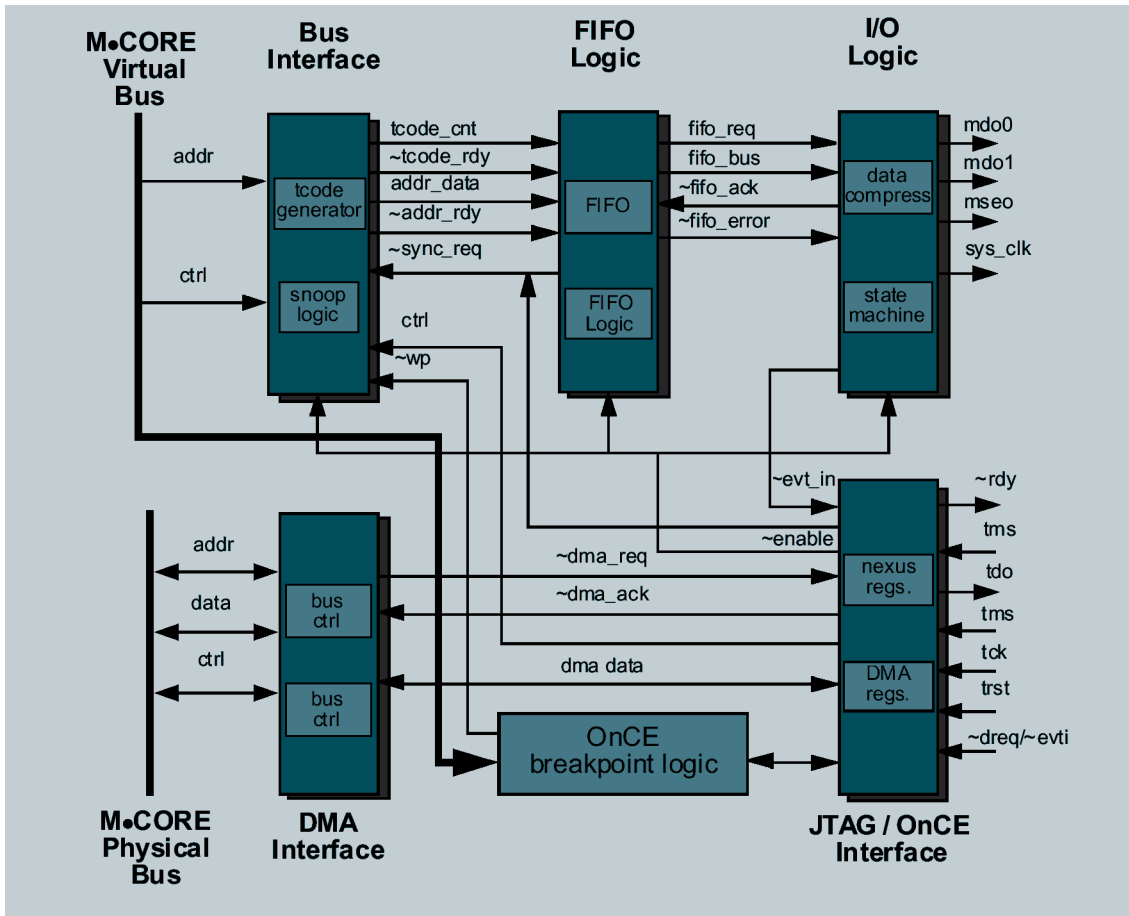 M•CORE
Virtual
Bus
Bus
Interface
FIFO
Logic
I/O
Logic
addr
ctrl
tcode
generator
snoop
logic
tcode_cnt
~tcode_rdy
addr_data
~addr_rdy
~sync_req
ctrl
~wp
FIFO
FIFO
Logic
fifo_req
fifo_bus
~fifo_ack
~fifo_error
data
compress
state
machine
mdo0
mdo1
mseo
sys_clk
~evt_in
~enable
addr
data
ctrl
bus
ctrl
bus
ctrl
~dma_req
~dma_ack
dma data
nexus
regs.
DMA
regs.
~rdy
tms
tdo
tms
tck
trst
~dreq/~evti
OnCE
breakpoint logic
M•CORE
Physical
Bus
DMA
Interface
JTAG / OnCE
Interface